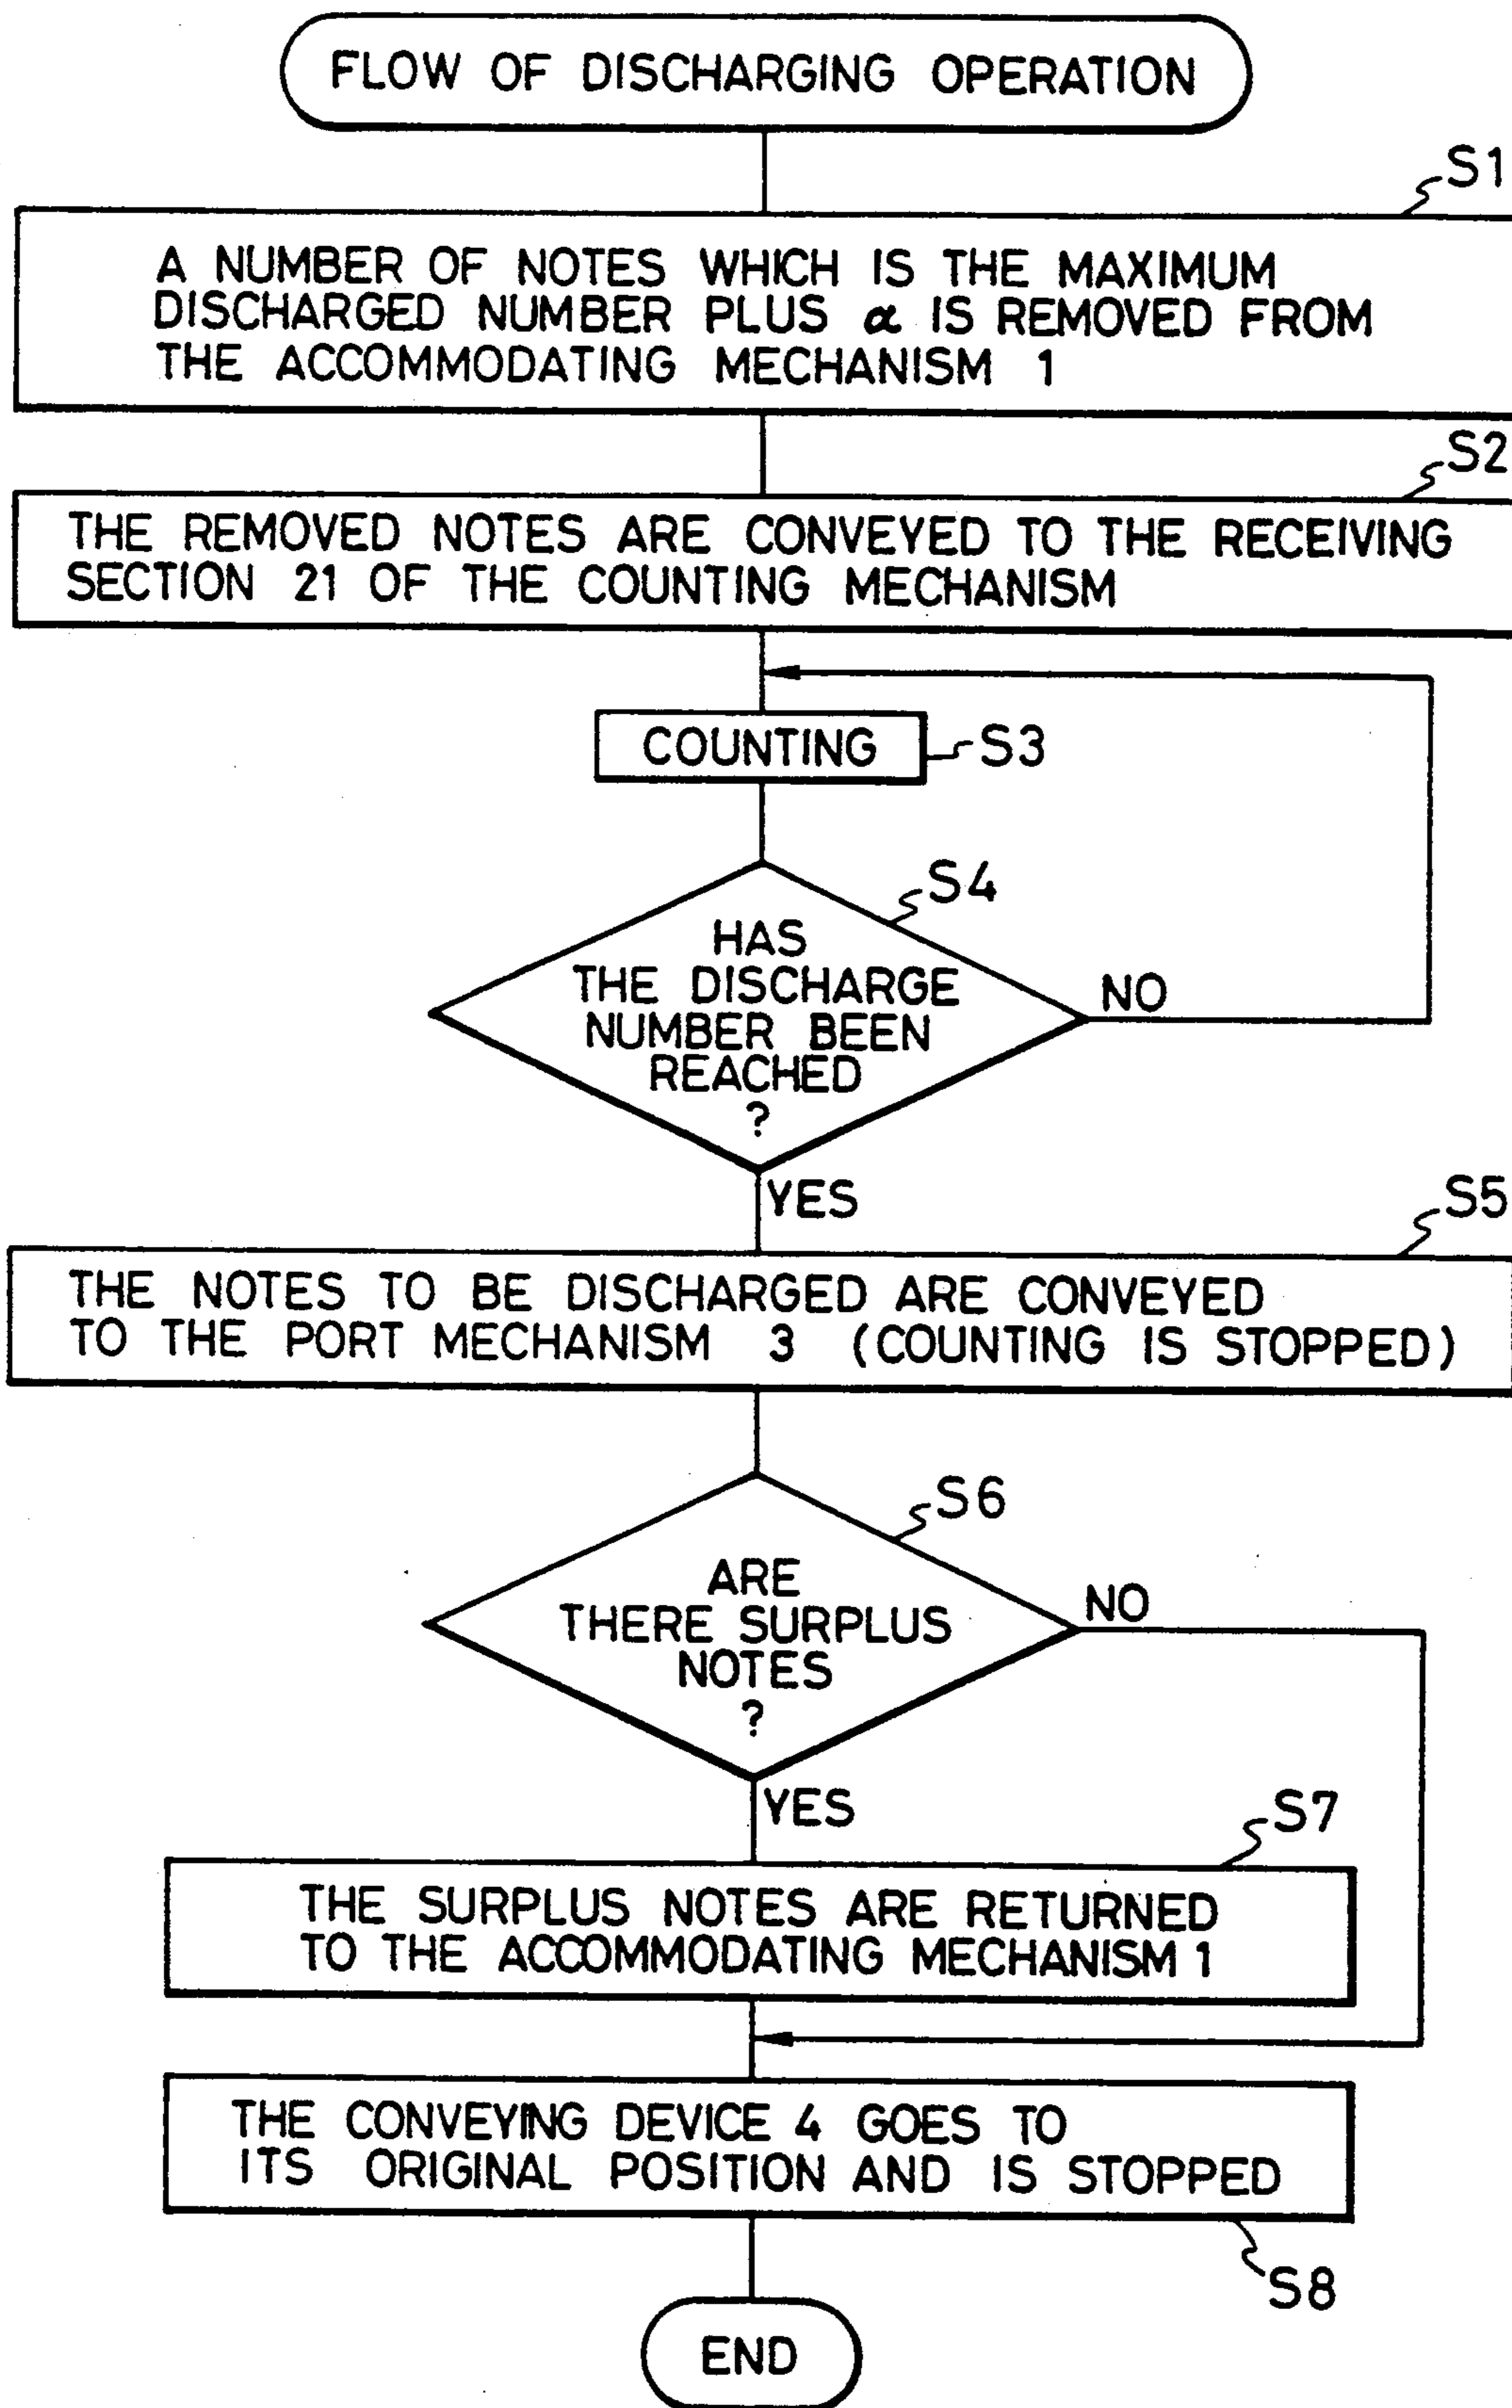 FLOW OF DISCHARGING OPERATION
S1
A NUMBER OF NOTES WHICH IS THE MAXIMUM
DISCHARGED NUMBER PLUS α IS REMOVED FROM
THE ACCOMMODATING MECHANISM 1
S2
THE REMOVED NOTES ARE CONVEYED TO THE RECEIVING
SECTION 21 OF THE COUNTING MECHANISM
COUNTING
S3
S4
HAS
THE DISCHARGE
NUMBER BEEN
REACHED
?
NO
YES
S5
THE NOTES TO BE DISCHARGED ARE CONVEYED
TO THE PORT MECHANISM 3 (COUNTING IS STOPPED)
S6
ARE
THERE SURPLUS
NOTES
?
NO
YES
S7
THE SURPLUS NOTES ARE RETURNED
TO THE ACCOMMODATING MECHANISM 1
THE CONVEYING DEVICE 4 GOES TO
ITS ORIGINAL POSITION AND IS STOPPED
S8
END